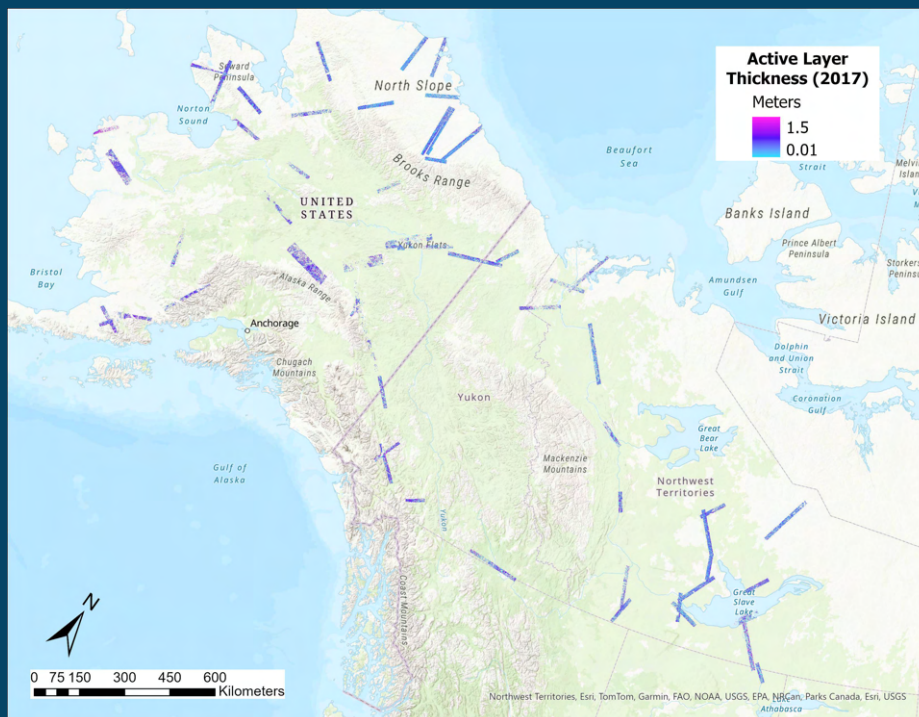 Active Layer
Thickness (2017)
Meters
1.5
0.01
Seward
Peninsula
North Slope
Norton
Sound
Beaufort
Sea
Strait
Brooks Range
UNITED
STATES
Banks Island
Prince Albert
Peninsula
Yukon Flats
Bristol
Bay
Alaska Range
Amundsen
Gulf
Victoria Island
Anchorage
Chugach
Mountains
Dolphin
and Union
Strait
Coronation
Gulf
Yukon
Great
Bear
Lake
Gulf of
Alaska
Mackenzie
Mountains
Northwest
Territories
Yukon
Coast Mountains
Great
Slave
Lake
N
0 75 150 300 450 600
Kilometers
Northwest Territories, Esri, TomTom, Garmin, FAO, NOAA, USGS, EPA, NRCan, Parks Canada, Esri, USGS
Athabasca